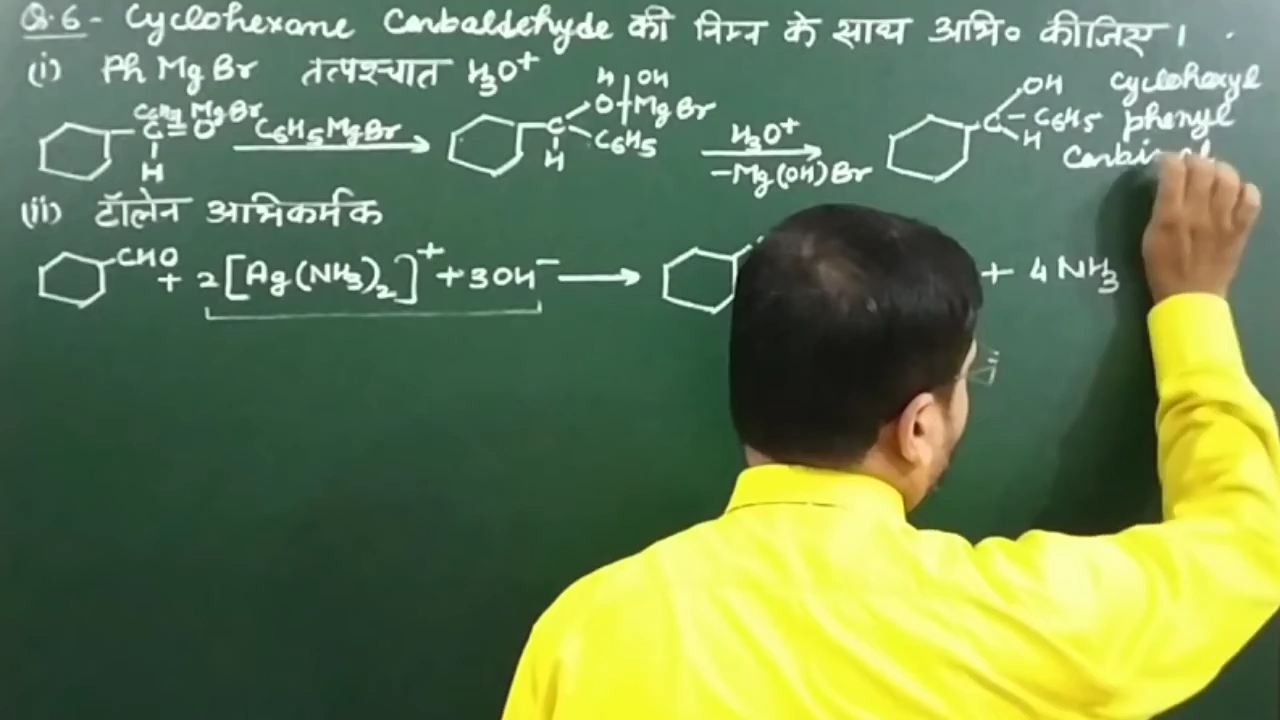 Q.6 - Cyclohexane Carbaldehyde की निम्न के साथ अभि० कीजिए ।
(i) Ph MgBr तत्पश्चात H₃O⁺
C₆H₅ MgBr
C = O
H
C₆H₅MgBr
H OH
C O MgBr
C₆H₅
H
H₃O⁺
-Mg(OH)Br
OH
C - C₆H₅
H
Cyclohexyl
phenyl
(ii) टॉलेन अभिकर्मक
CHO + 2[Ag(NH₃)₂]⁺ + 3OH⁻ ⟶ + 4NH₃